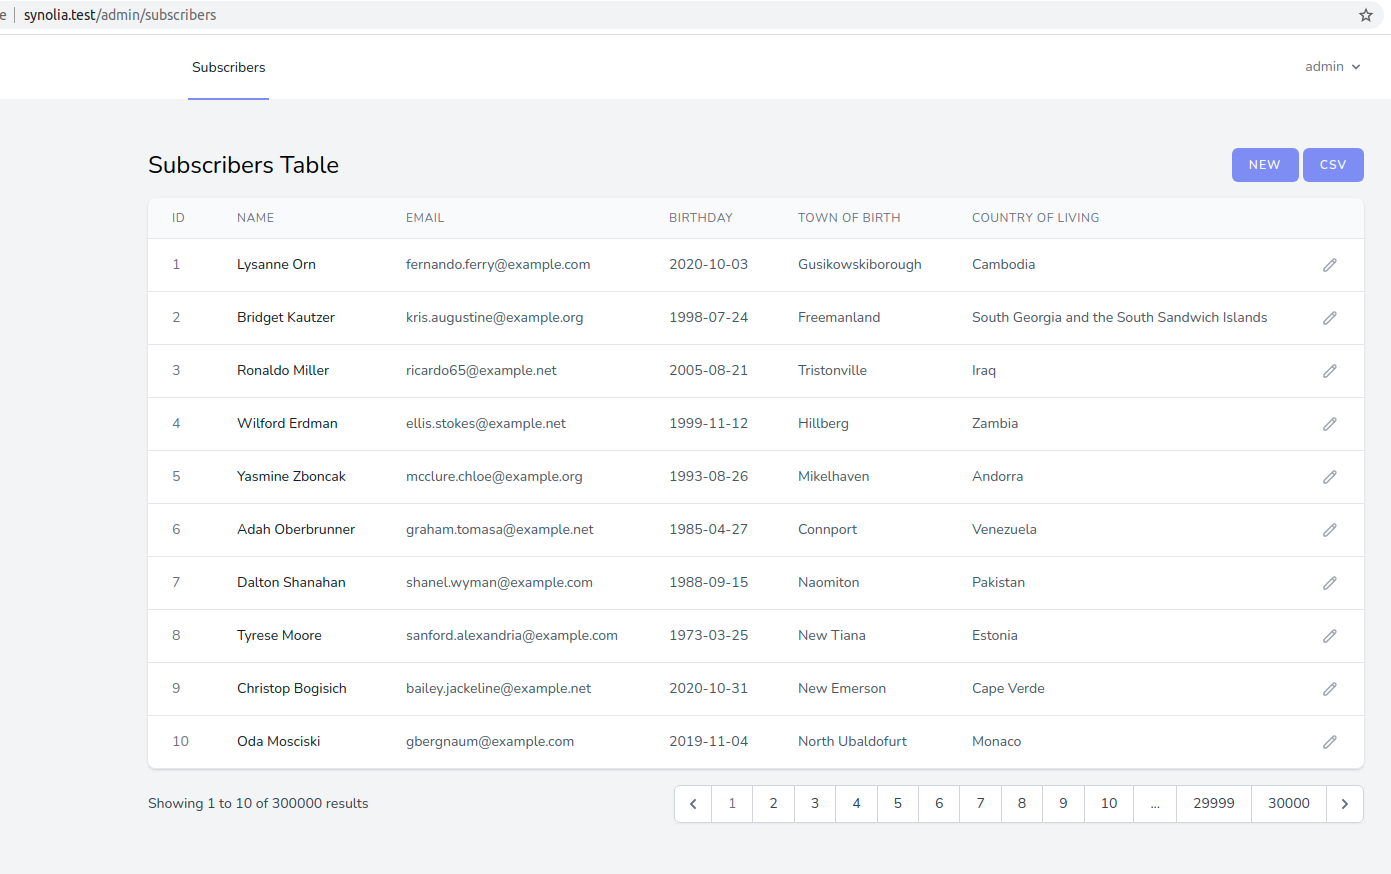 e synolia.test/admin/subscribers
Subscribers admin
Subscribers Table NEW CSV
ID NAME EMAIL BIRTHDAY TOWN OF BIRTH COUNTRY OF LIVING
1 Lysanne Orn fernando.ferry@example.com 2020-10-03 Gusikowskiborough Cambodia
2 Bridget Kautzer kris.augustine@example.org 1998-07-24 Freemanland South Georgia and the South Sandwich Islands
3 Ronaldo Miller ricardo65@example.net 2005-08-21 Tristonville Iraq
4 Wilford Erdman ellis.stokes@example.net 1999-11-12 Hillberg Zambia
5 Yasmine Zboncak mcclure.chloe@example.org 1993-08-26 Mikelhaven Andorra
6 Adah Oberbrunner graham.tomasa@example.net 1985-04-27 Connport Venezuela
7 Dalton Shanahan shanel.wyman@example.com 1988-09-15 Naomiton Pakistan
8 Tyrese Moore sanford.alexandria@example.com 1973-03-25 New Tiana Estonia
9 Christop Bogisich bailey.jackeline@example.net 2020-10-31 New Emerson Cape Verde
10 Oda Mosciski gbergnaum@example.com 2019-11-04 North Ubaldofurt Monaco
Showing 1 to 10 of 300000 results 1 2 3 4 5 6 7 8 9 10 ... 29999 30000